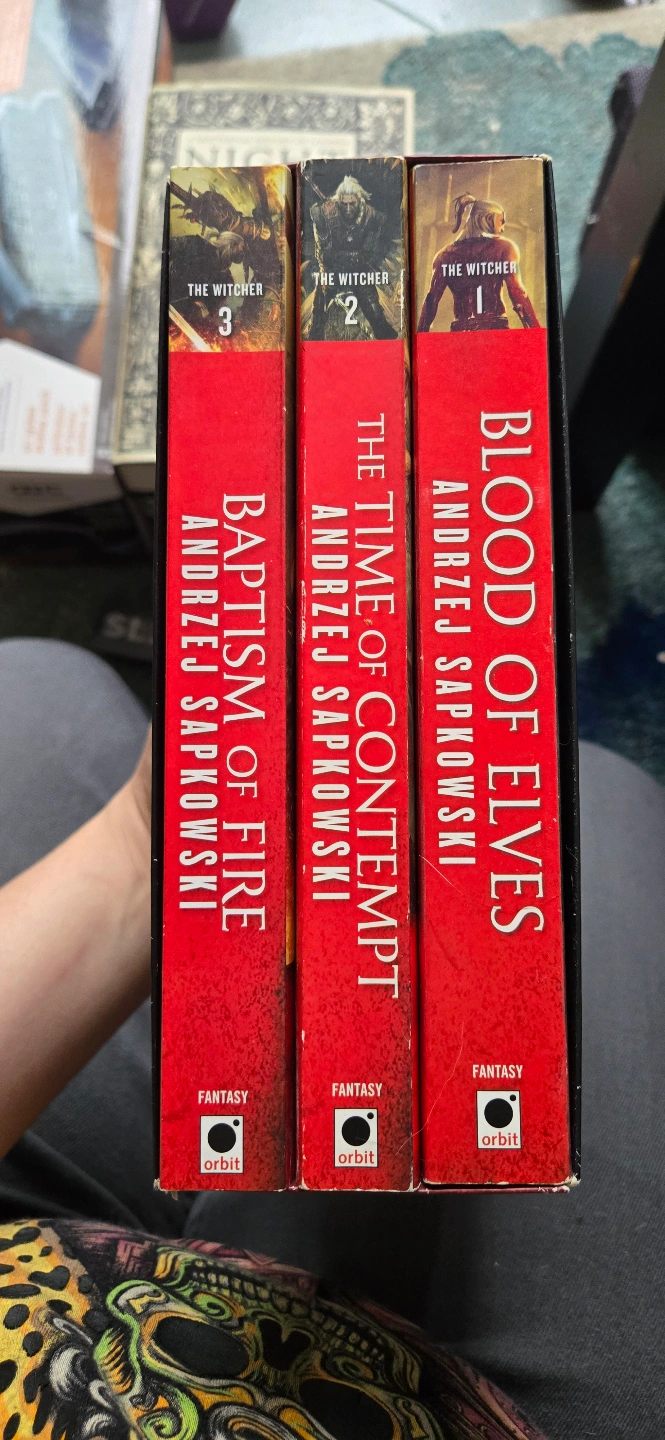 NIGHT
THE WITCHER
3
BAPTISM OF FIRE
ANDRZEJ SAPKOWSKI
FANTASY
orbit
THE WITCHER
2
THE TIME OF CONTEMPT
ANDRZEJ SAPKOWSKI
FANTASY
orbit
THE WITCHER
1
BLOOD OF ELVES
ANDRZEJ SAPKOWSKI
FANTASY
orbit